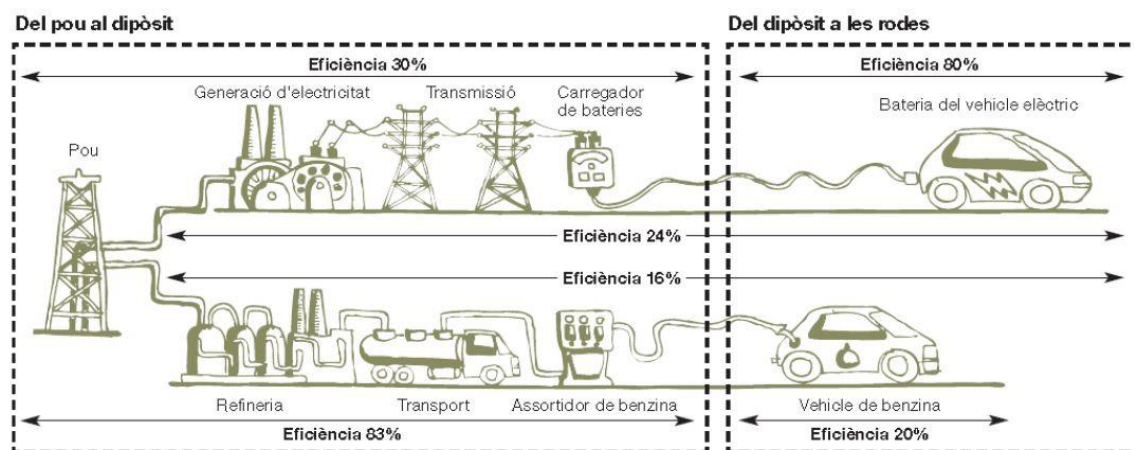 Del pou al dipòsit
Del dipòsit a les rodes
Eficiència 30%
Eficiència 80%
Generació d'electricitat
Transmissió
Carregador
de bateries
Bateria del vehicle elèctric
Pou
Eficiència 24%
Eficiència 16%
Refineria
Transport
Assortidor de benzina
Vehicle de benzina
Eficiència 83%
Eficiència 20%